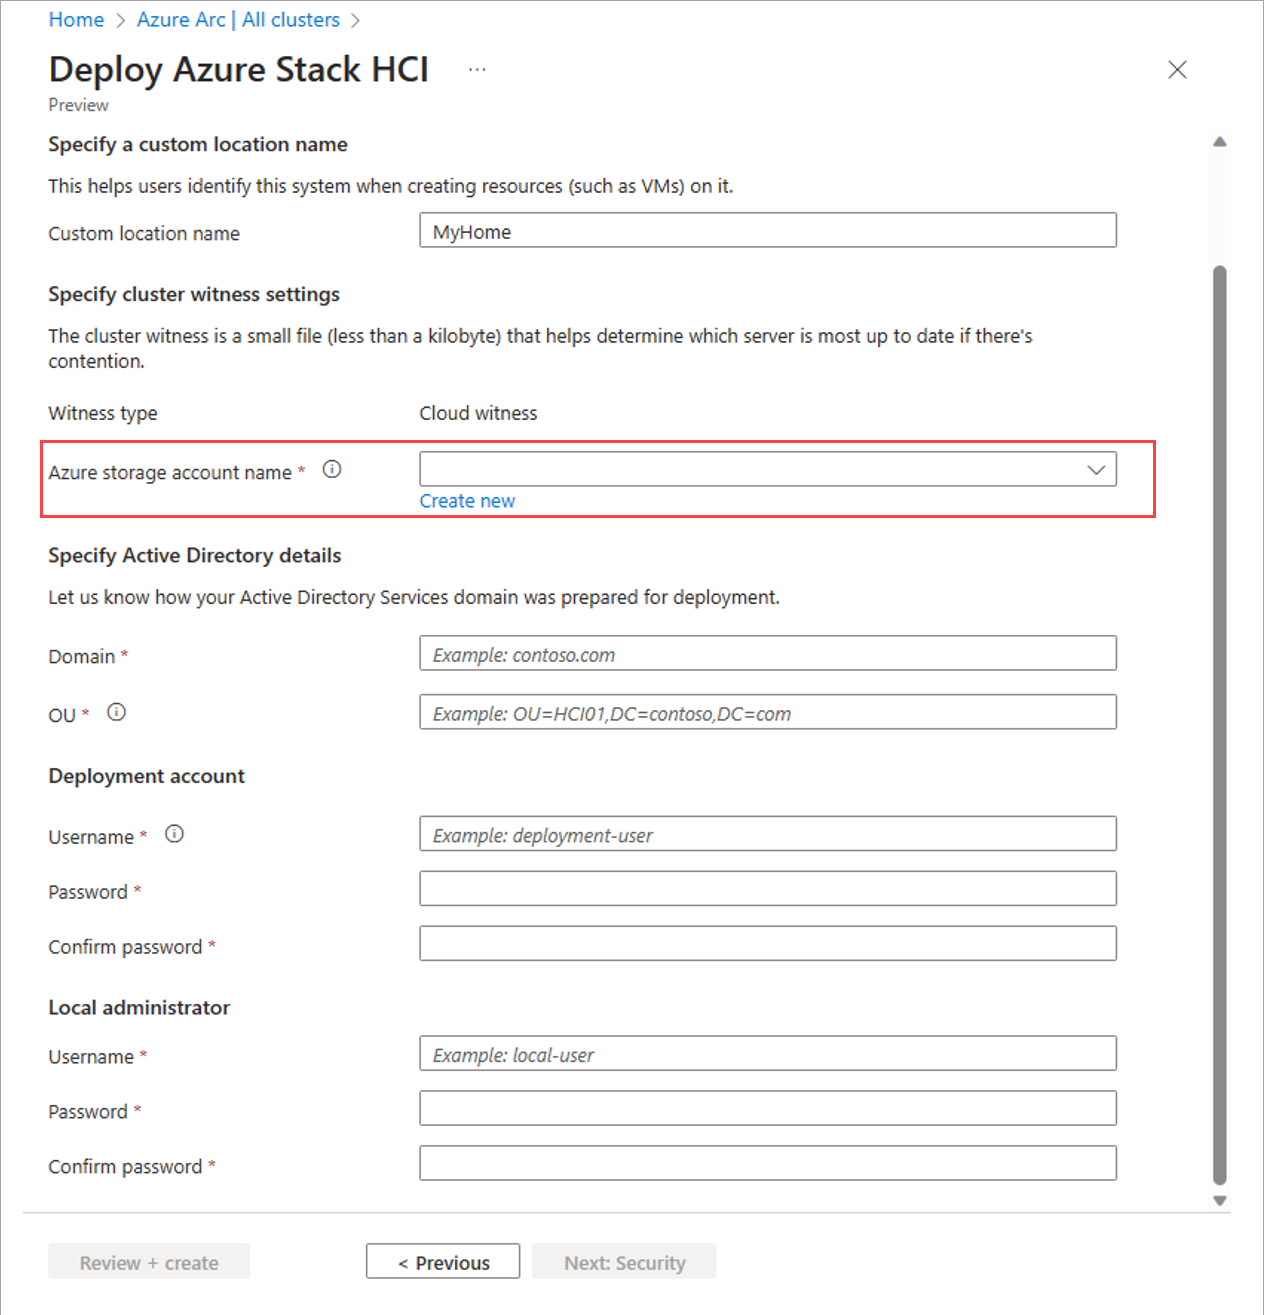 Home > Azure Arc | All clusters >
Deploy Azure Stack HCI ...
Preview
Specify a custom location name
This helps users identify this system when creating resources (such as VMs) on it.
Custom location name MyHome
Specify cluster witness settings
The cluster witness is a small file (less than a kilobyte) that helps determine which server is most up to date if there's
contention.
Witness type Cloud witness
Azure storage account name *
Create new
Specify Active Directory details
Let us know how your Active Directory Services domain was prepared for deployment.
Domain * Example: contoso.com
OU * Example: OU=HCI01,DC=contoso,DC=com
Deployment account
Username * Example: deployment-user
Password *
Confirm password *
Local administrator
Username * Example: local-user
Password *
Confirm password *
Review + create < Previous Next: Security